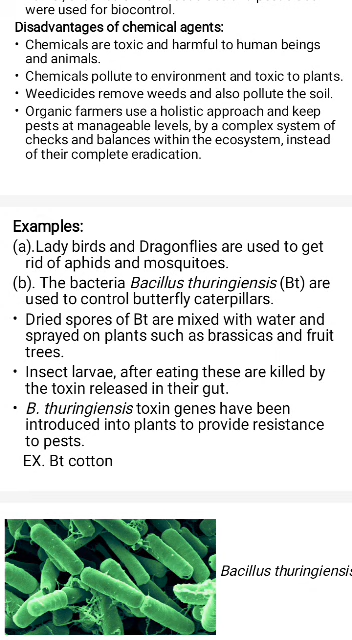 were used for biocontrol.
Disadvantages of chemical agents:
• Chemicals are toxic and harmful to human beings
and animals.
• Chemicals pollute to environment and toxic to plants.
• Weedicides remove weeds and also pollute the soil.
• Organic farmers use a holistic approach and keep
pests at manageable levels, by a complex system of
checks and balances within the ecosystem, instead
of their complete eradication.
Examples:
(a).Lady birds and Dragonflies are used to get
rid of aphids and mosquitoes.
(b). The bacteria Bacillus thuringiensis (Bt) are
used to control butterfly caterpillars.
• Dried spores of Bt are mixed with water and
sprayed on plants such as brassicas and fruit
trees.
• Insect larvae, after eating these are killed by
the toxin released in their gut.
• B. thuringiensis toxin genes have been
introduced into plants to provide resistance
to pests.
EX. Bt cotton
Bacillus thuringiensis